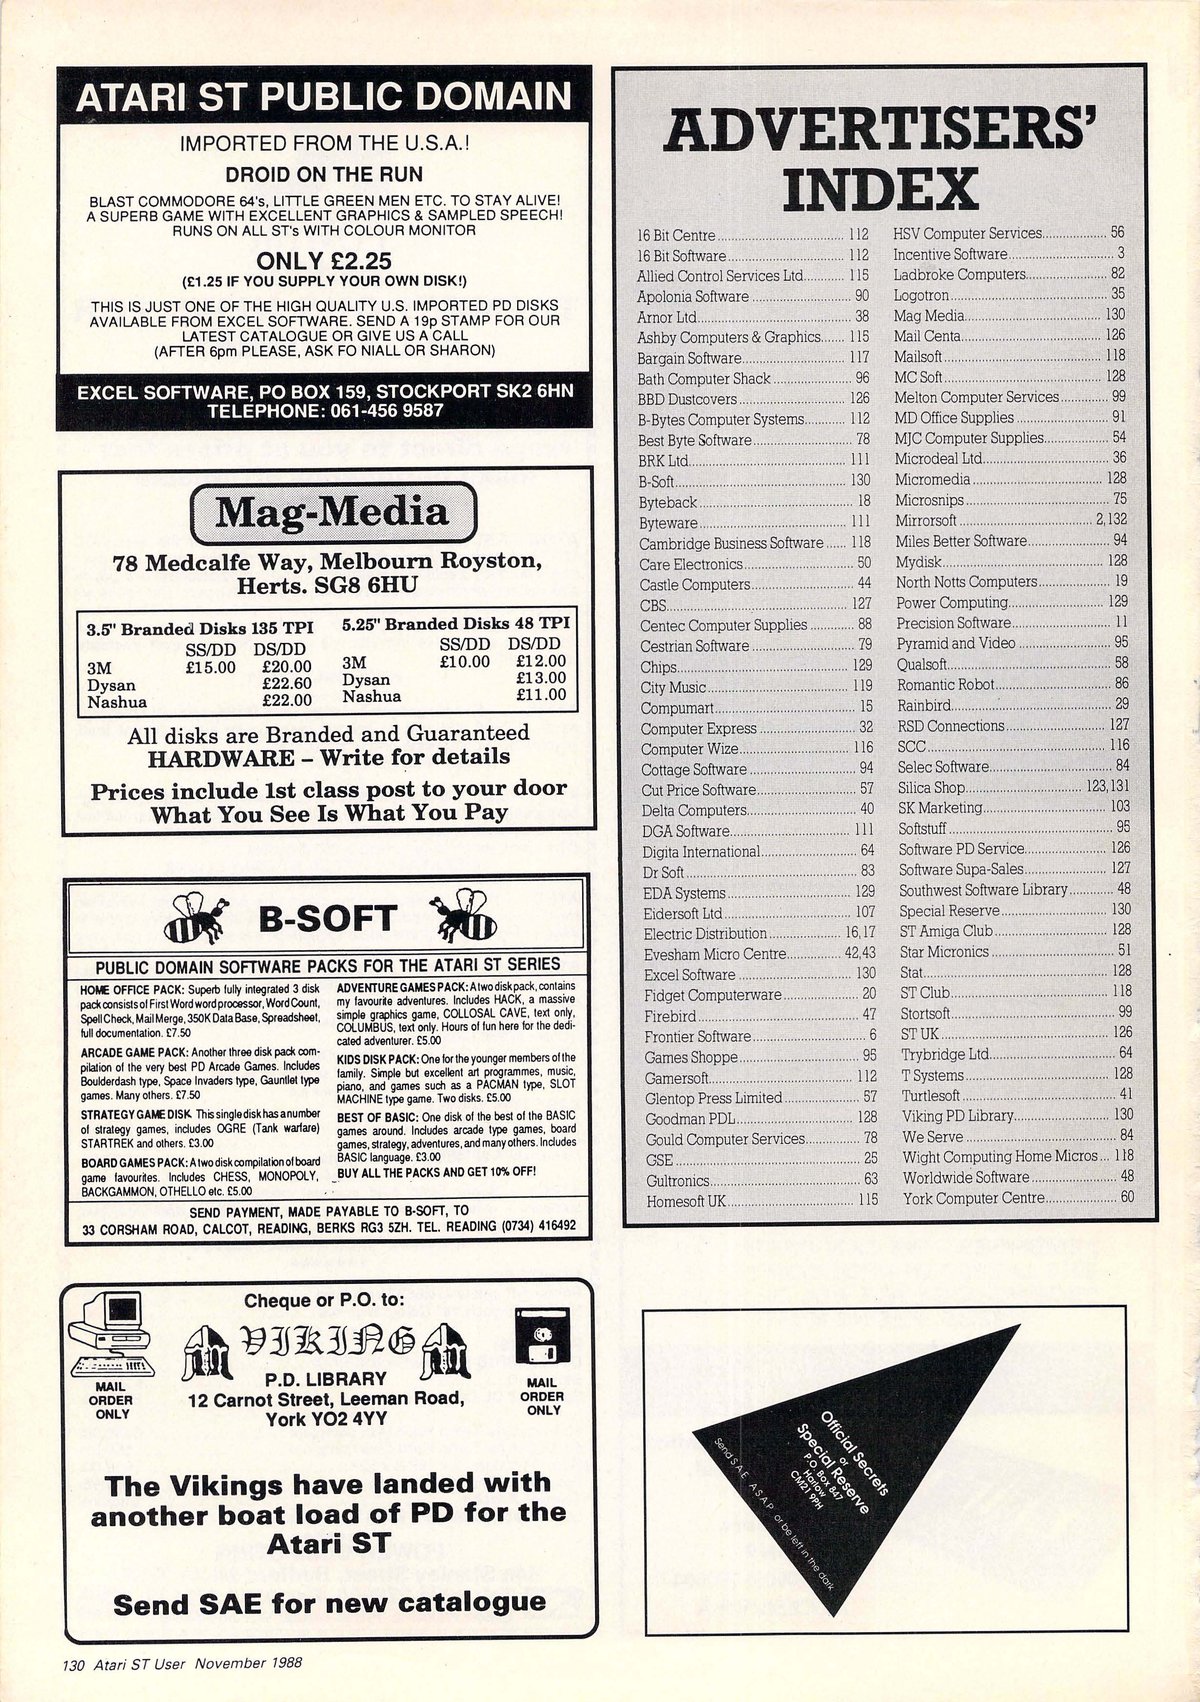 ATARI ST PUBLIC DOMAIN
IMPORTED FROM THE U.S.A.!
DROID ON THE RUN
BLAST COMMODORE 64's, LITTLE GREEN MEN ETC. TO STAY ALIVE!
A SUPERB GAME WITH EXCELLENT GRAPHICS & SAMPLED SPEECH!
RUNS ON ALL ST's WITH COLOUR MONITOR
ONLY £2.25
(£1.25 IF YOU SUPPLY YOUR OWN DISK!)
THIS IS JUST ONE OF THE HIGH QUALITY U.S. IMPORTED PD DISKS
AVAILABLE FROM EXCEL SOFTWARE. SEND A 19p STAMP FOR OUR
LATEST CATALOGUE OR GIVE US A CALL
(AFTER 6pm PLEASE, ASK FO NIALL OR SHARON)
EXCEL SOFTWARE, PO BOX 159, STOCKPORT SK2 6HN
TELEPHONE: 061-456 9587
Mag-Media
78 Medcalfe Way, Melbourn Royston,
Herts. SG8 6HU
3.5" Branded Disks 135 TPI
SS/DD DS/DD
3M £15.00 £20.00
Dysan £22.60
Nashua £22.00
5.25" Branded Disks 48 TPI
SS/DD DS/DD
3M £10.00 £12.00
Dysan £13.00
Nashua £11.00
All disks are Branded and Guaranteed
HARDWARE – Write for details
Prices include 1st class post to your door
What You See Is What You Pay
B-SOFT
PUBLIC DOMAIN SOFTWARE PACKS FOR THE ATARI ST SERIES
HOME OFFICE PACK: Superb fully integrated 3 disk
pack consists of First Word word processor, Word Count,
Spell Check, Mail Merge, 350K Data Base, Spreadsheet,
full documentation. £7.50
ARCADE GAME PACK: Another three disk pack com-
pilation of the very best PD Arcade Games. Includes
Boulderdash type, Space Invaders type, Gauntlet type
games. Many others. £7.50
STRATEGY GAME DISK This single disk has a number
of strategy games, includes OGRE (Tank warfare)
STARTREK and others. £3.00
BOARD GAMES PACK: A two disk compilation of board
game favourites. Includes CHESS, MONOPOLY,
BACKGAMMON, OTHELLO etc. £5.00
ADVENTURE GAMES PACK: A two disk pack, contains
my favourite adventures. Includes HACK, a massive
simple graphics game, COLLOSAL CAVE, text only,
COLUMBUS, text only. Hours of fun here for the dedi-
cated adventurer. £5.00
KIDS DISK PACK: One for the younger members of the
family. Simple but excellent art programmes, music,
piano, and games such as a PACMAN type, SLOT
MACHINE type game. Two disks. £5.00
BEST OF BASIC: One disk of the best of the BASIC
games around. Includes arcade type games, board
games, strategy, adventures, and many others. Includes
BASIC language. £3.00
BUY ALL THE PACKS AND GET 10% OFF!
SEND PAYMENT, MADE PAYABLE TO B-SOFT, TO
33 CORSHAM ROAD, CALCOT, READING, BERKS RG3 5ZH. TEL. READING (0734) 416492
Cheque or P.O. to:
VIKING
P.D. LIBRARY
12 Carnot Street, Leeman Road,
York YO2 4YY
MAIL
ORDER
ONLY
MAIL
ORDER
ONLY
The Vikings have landed with
another boat load of PD for the
Atari ST
Send SAE for new catalogue
ADVERTISERS'
INDEX
16 Bit Centre 112
16 Bit Software 112
Allied Control Services Ltd 115
Apolonia Software 90
Arnor Ltd 38
Ashby Computers & Graphics 115
Bargain Software 117
Bath Computer Shack 96
BBD Dustcovers 126
B-Bytes Computer Systems 112
Best Byte Software 78
BRK Ltd 111
B-Soft 130
Byteback 18
Byteware 111
Cambridge Business Software 118
Care Electronics 50
Castle Computers 44
CBS 127
Centec Computer Supplies 88
Cestrian Software 79
Chips 129
City Music 119
Compumart 15
Computer Express 32
Computer Wize 116
Cottage Software 94
Cut Price Software 57
Delta Computers 40
DGA Software 111
Digita International 64
Dr Soft 83
EDA Systems 129
Eidersoft Ltd 107
Electric Distribution 16,17
Evesham Micro Centre 42,43
Excel Software 130
Fidget Computerware 20
Firebird 47
Frontier Software 6
Games Shoppe 95
Gamersoft 112
Glentop Press Limited 57
Goodman PDL 128
Gould Computer Services 78
GSE 25
Gultronics 63
Homesoft UK 115
HSV Computer Services 56
Incentive Software 3
Ladbroke Computers 82
Logotron 35
Mag Media 130
Mail Centa 126
Mailsoft 118
MC Soft 128
Melton Computer Services 99
MD Office Supplies 91
MJC Computer Supplies 54
Microdeal Ltd 36
Micromedia 128
Microsnips 75
Mirrorsoft 2,132
Miles Better Software 94
Mydisk 128
North Notts Computers 19
Power Computing 129
Precision Software 11
Pyramid and Video 95
Qualsoft 58
Romantic Robot 86
Rainbird 29
RSD Connections 127
SCC 116
Selec Software 84
Silica Shop 123,131
SK Marketing 103
Softstuff 95
Software PD Service 126
Software Supa-Sales 127
Southwest Software Library 48
Special Reserve 130
ST Amiga Club 128
Star Micronics 51
Stat 128
ST Club 118
Stortsoft 99
ST UK 126
Trybridge Ltd 64
T Systems 128
Turtlesoft 41
Viking PD Library 130
We Serve 84
Wight Computing Home Micros 118
Worldwide Software 48
York Computer Centre 60
Official Secrets
or
Special Reserve
P.O. Box 847
Harlow
CM21 9PH
Send S.A.E. A.S.A.P. or be left in the dark
130 Atari ST User November 1988